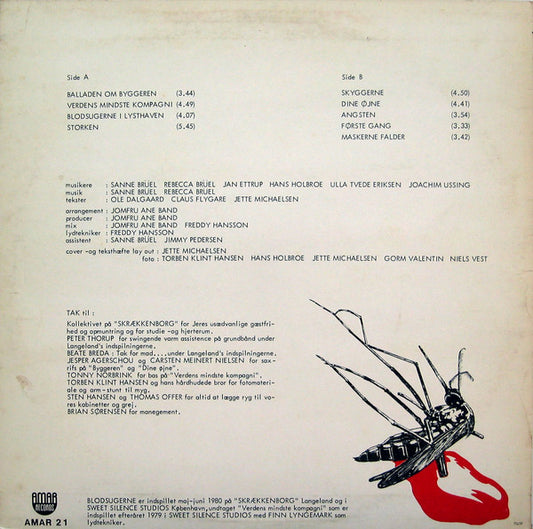 Side A
BALLADEN OM BYGGEREN (3.44)
VERDENS MINDSTE KOMPAGNI (4.49)
BLODSUGERNE I LYSTHAVEN (4.07)
STORKEN (5.45)
Side B
SKYGGERNE (4.50)
DINE ØJNE (4.41)
ANGSTEN (3.54)
FØRSTE GANG (3.33)
MASKERNE FALDER (3.42)
musikere : SANNE BRÜEL REBECCA BRÜEL JAN ETTRUP HANS HOLBROE ULLA TVEDE ERIKSEN JOACHIM USSING
musik : SANNE BRÜEL REBECCA BRÜEL
tekster : OLE DALGAARD CLAUS FLYGARE JETTE MICHAELSEN
arrangement : JOMFRU ANE BAND
producer : JOMFRU ANE BAND
mix : JOMFRU ANE BAND FREDDY HANSSON
lydtekniker : FREDDY HANSSON
assistent : SANNE BRÜEL JIMMY PEDERSEN
cover -og teksthæfte lay out : JETTE MICHAELSEN
foto : TORBEN KLINT HANSEN HANS HOLBROE JETTE MICHAELSEN GORM VALENTIN NIELS VEST
TAK til :
Kollektivet på "SKRÆKKENBORG" for Jeres usædvanlige gæstfri-
hed og opmuntring og for studie -og hjerterum.
PETER THORUP for svingende varm assistence på grundbånd under
Langeland's indspilningerne.
BEATE BREDA : Tak for mad....under Langeland's indspilningerne.
JESPER AGERSCHOU og CARSTEN MEINERT NIELSEN for sax-
rifs på "Byggeren" og "Dine øjne".
TONNY NORBRINK for bas på "Verdens mindste kompagni".
TORBEN KLINT HANSEN og hans hårdhudede bror for fotomateri-
ale og arm-stunt til myg.
STEN HANSEN og THOMAS OFFER for altid at lægge ryg til vo-
res kabinetter og grej.
BRIAN SØRENSEN for manegement.
AMAR
RECORDS
AMAR 21
BLODSUGERNE er indspillet maj-juni 1980 på "SKRÆKKENBORG" Langeland og i
SWEET SILENCE STUDIOS København,undtaget "Verdens mindste kompagni" som er
indspillet efteråret 1979 i SWEET SILENCE STUDIOS med FINN LYNGEMARK som
lydtekniker.